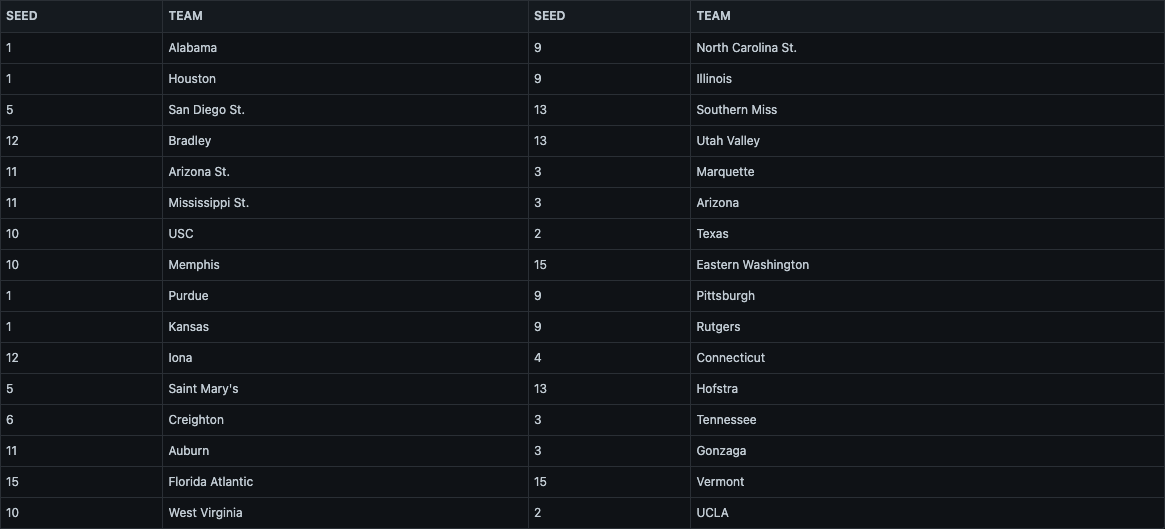 SEED TEAM SEED TEAM
1 Alabama 9 North Carolina St.
1 Houston 9 Illinois
5 San Diego St. 13 Southern Miss
12 Bradley 13 Utah Valley
11 Arizona St. 3 Marquette
11 Mississippi St. 3 Arizona
10 USC 2 Texas
10 Memphis 15 Eastern Washington
1 Purdue 9 Pittsburgh
1 Kansas 9 Rutgers
12 Iona 4 Connecticut
5 Saint Mary's 13 Hofstra
6 Creighton 3 Tennessee
11 Auburn 3 Gonzaga
15 Florida Atlantic 15 Vermont
10 West Virginia 2 UCLA